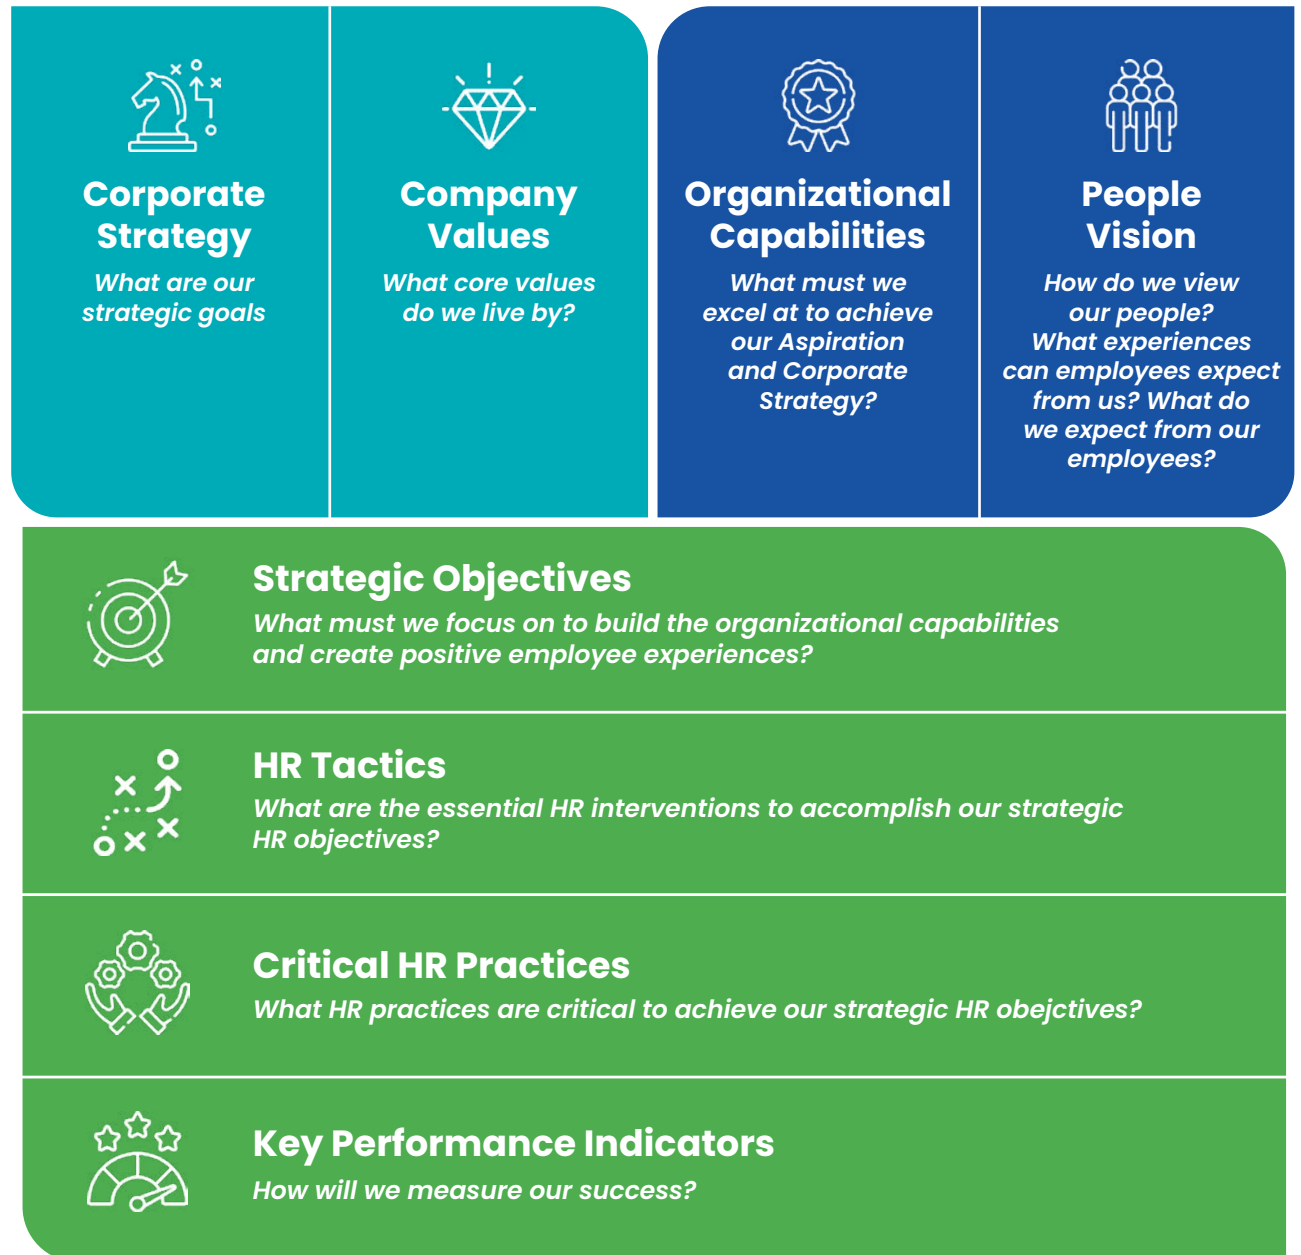 Corporate
Strategy
What are our
strategic goals
Company
Values
What core values
do we live by?
Organizational
Capabilities
What must we
excel at to achieve
our Aspiration
and Corporate
Strategy?
People
Vision
How do we view
our people?
What experiences
can employees expect
from us? What do
we expect from our
employees?
Strategic Objectives
What must we focus on to build the organizational capabilities
and create positive employee experiences?
HR Tactics
What are the essential HR interventions to accomplish our strategic
HR objectives?
Critical HR Practices
What HR practices are critical to achieve our strategic HR obejctives?
Key Performance Indicators
How will we measure our success?